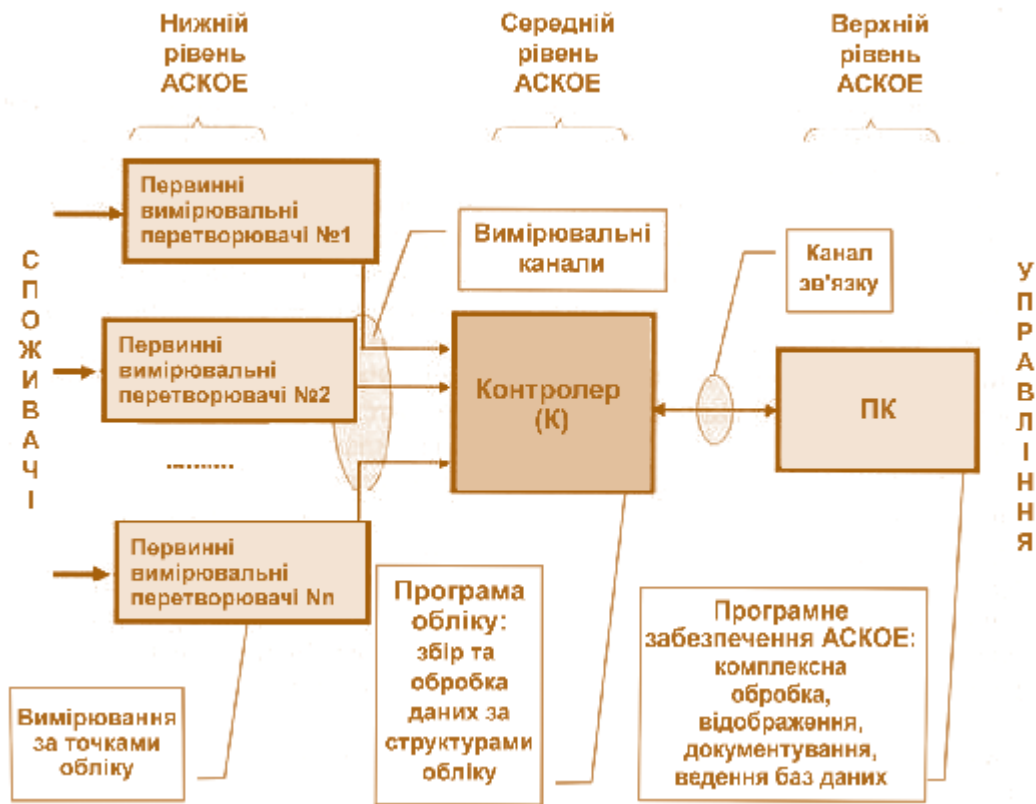 Нижній
рівень
АСКОЕ
Середній
рівень
АСКОЕ
Верхній
рівень
АСКОЕ
СПОЖИВАЧІ
Первинні
вимірювальні
перетворювачі №1
Первинні
вимірювальні
перетворювачі №2
..........
Первинні
вимірювальні
перетворювачі Nn
Вимірювальні
канали
Контролер
(К)
Канал
зв'язку
ПК
УПРАВЛІННЯ
Вимірювання
за точками
обліку
Програма
обліку:
збір та
обробка
даних за
структурами
обліку
Програмне
забезпечення АСКОЕ:
комплексна
обробка,
відображення,
документування,
ведення баз даних